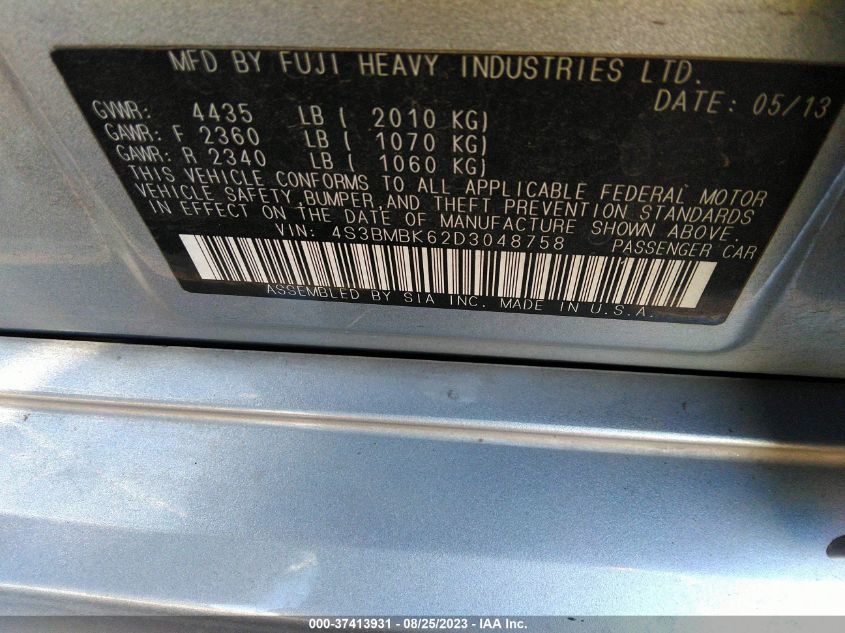 MFD BY FUJI HEAVY INDUSTRIES LTD.
DATE: 05/13
GVWR: 4435 LB ( 2010 KG)
GAWR: F 2360 LB ( 1070 KG)
GAWR: R 2340 LB ( 1060 KG)
THIS VEHICLE CONFORMS TO ALL APPLICABLE FEDERAL MOTOR
VEHICLE SAFETY,BUMPER,AND THEFT PREVENTION STANDARDS
IN EFFECT ON THE DATE OF MANUFACTURE SHOWN ABOVE.
VIN: 4S3BMBK62D3048758 PASSENGER CAR
ASSEMBLED BY SIA INC. MADE IN U.S.A.
000-37413931 - 08/25/2023 - IAA Inc.